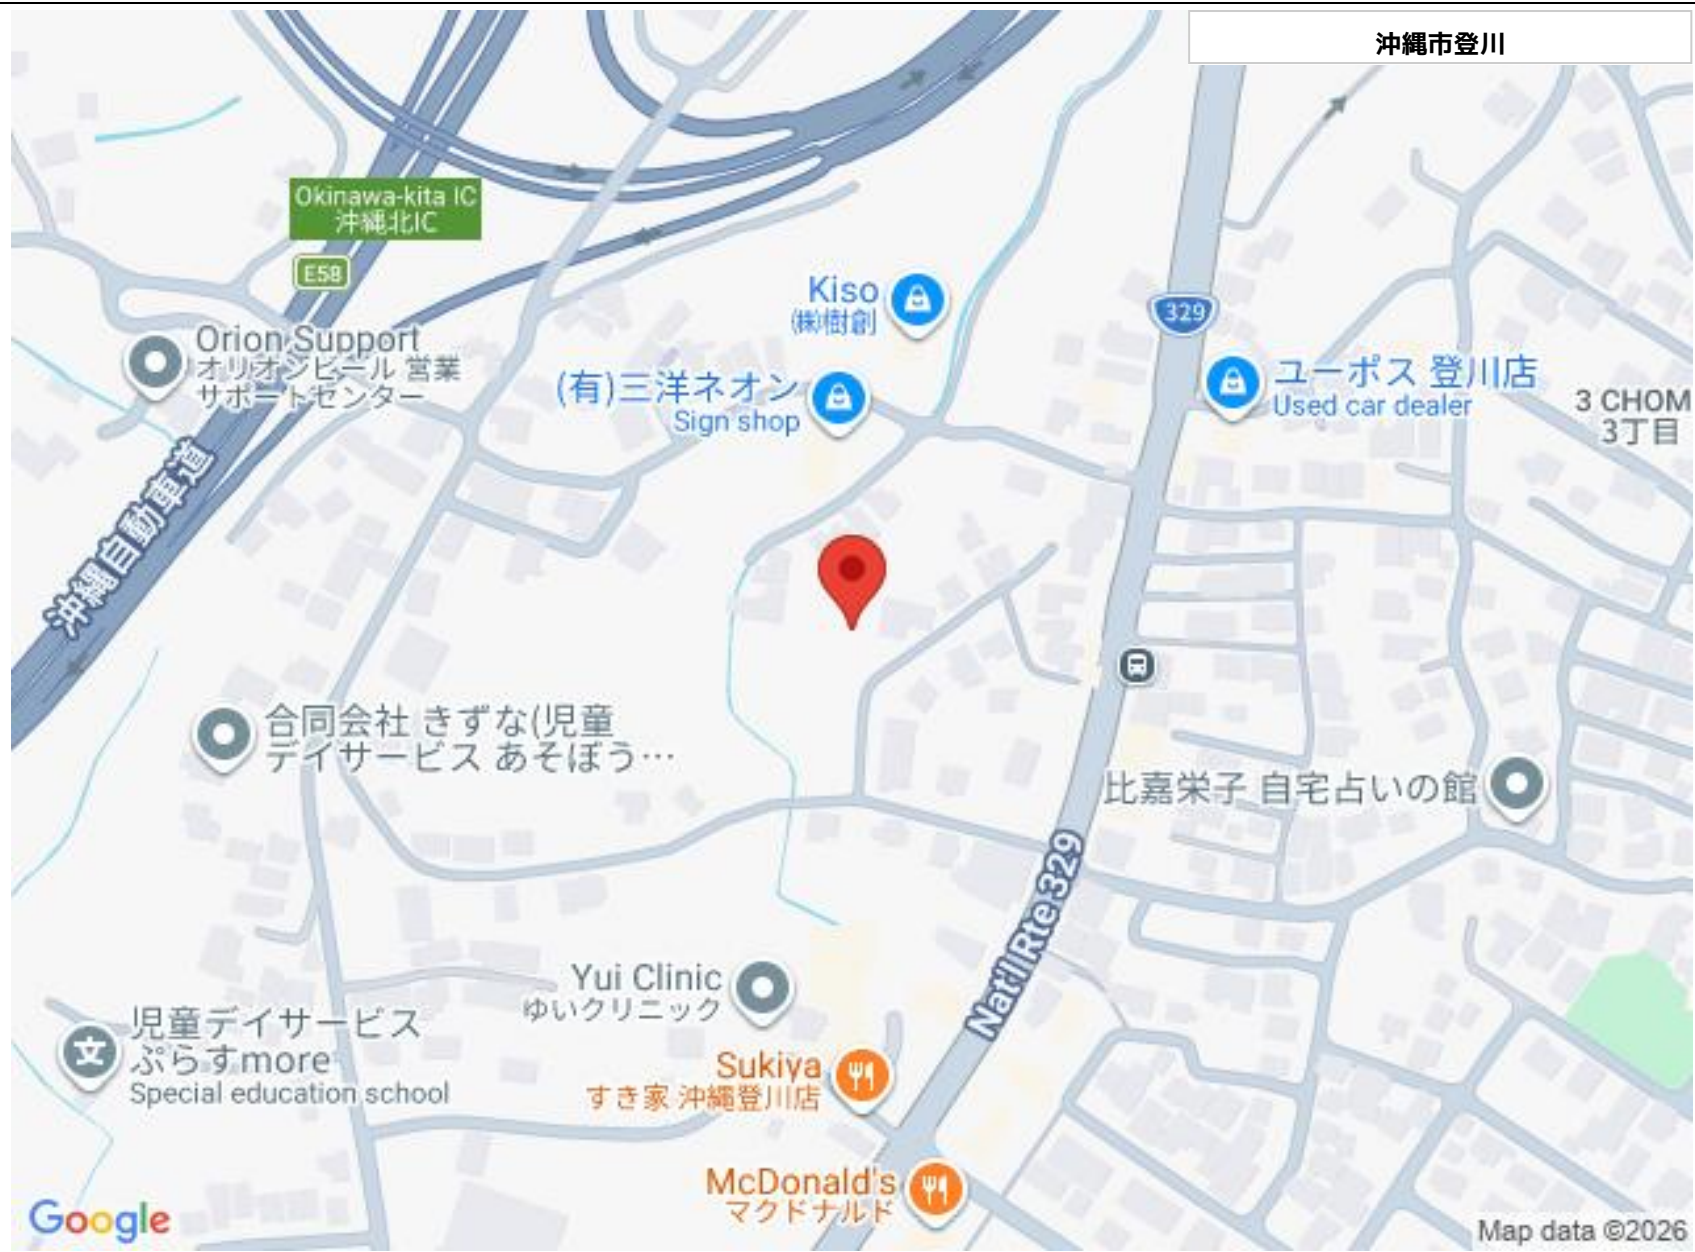 沖縄市登川
Okinawa-kita IC
沖縄北IC
E58
Kiso
㈱樹創
329
Orion Support
オリオンビール 営業
サポートセンター
(有)三洋ネオン
Sign shop
ユーポス 登川店
Used car dealer
3 CHOM
3丁目
沖縄自動車道
合同会社 きずな(児童
デイサービス あそぼう…
比嘉栄子 自宅占いの館
Nat'l Rte 329
Yui Clinic
ゆいクリニック
児童デイサービス
ぷらすmore
Special education school
文
Sukiya
すき家 沖縄登川店
McDonald's
マクドナルド
Google
Map data ©2026